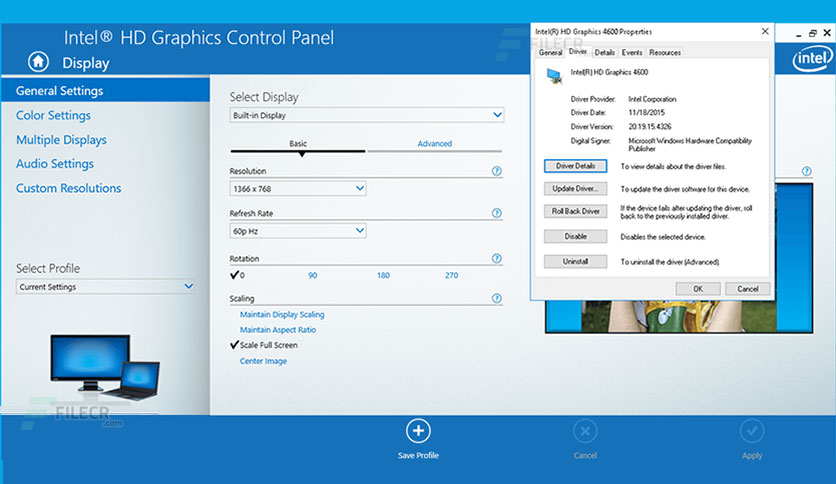 Intel® HD Graphics Control Panel
Display
intel
General Settings
Color Settings
Multiple Displays
Audio Settings
Custom Resolutions
Select Profile
Current Settings
FILECR
.com
Select Display
Built-in Display
Basic
Advanced
Resolution
?
1366 x 768
Refresh Rate
?
60p Hz
Rotation
?
0
90
180
270
Scaling
?
Maintain Display Scaling
Maintain Aspect Ratio
Scale Full Screen
Center Image
?
FILECR
Intel(R) HD Graphics 4600 Properties
General
Driver
Details
Events
Resources
Intel(R) HD Graphics 4600
Driver Provider:
Intel Corporation
Driver Date:
11/18/2015
Driver Version:
20.19.15.4326
Digital Signer:
Microsoft Windows Hardware Compatibility
Publisher
Driver Details
To view details about the driver files.
Update Driver...
To update the driver software for this device.
Roll Back Driver
If the device fails after updating the driver, roll
back to the previously installed driver.
Disable
Disables the selected device.
Uninstall
To uninstall the driver (Advanced).
OK
Cancel
Save Profile
Cancel
Apply